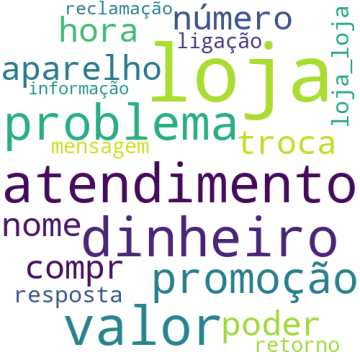 reclamação
hora
número
ligação
loja
loja_loja
aparelho
informação
problema
mensagem
troca
atendimento
nome
dinheiro
compr
promoção
resposta
valor
poder
retorno